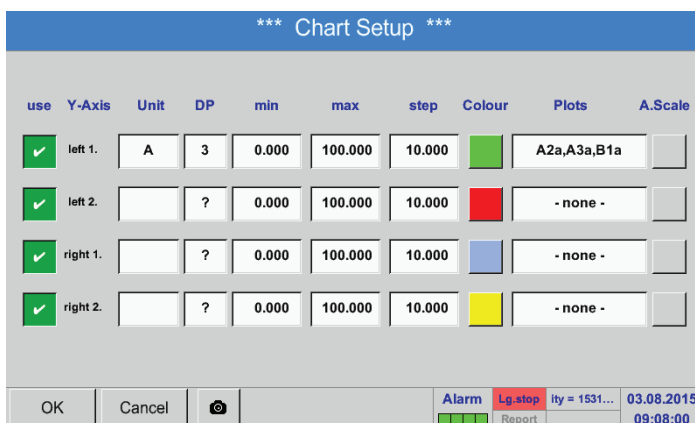 *** Chart Setup ***
use Y-Axis Unit DP min max step Colour Plots A.Scale
left 1. A 3 0.000 100.000 10.000 A2a,A3a,B1a
left 2. ? 0.000 100.000 10.000 - none -
right 1. ? 0.000 100.000 10.000 - none -
right 2. ? 0.000 100.000 10.000 - none -
OK Cancel Alarm Lg.stop ity = 1531... 03.08.2015
Report 09:08:00